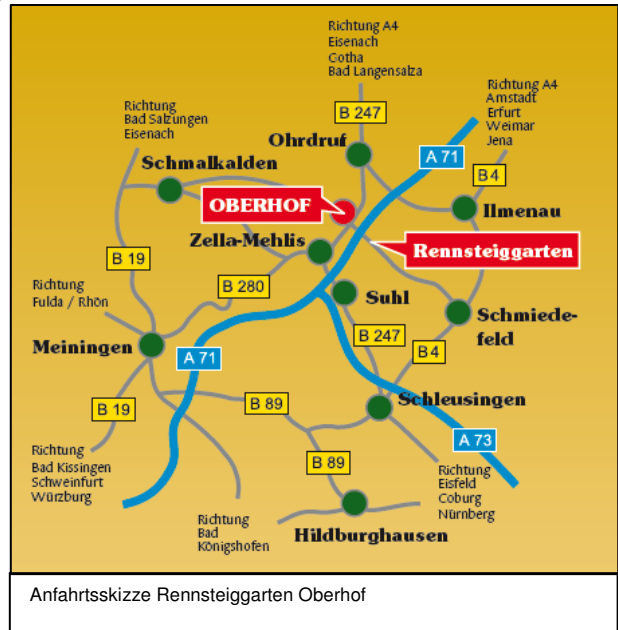 Richtung A4
Eisenach
Gotha
Bad Langensalza
Richtung A4
Arnstadt
Erfurt
Weimar
Jena
Richtung
Bad Salzungen
Eisenach
B 247
Ohrdruf
A 71
Schmalkalden
B4
OBERHOF
Ilmenau
Zella-Mehlis
Rennsteiggarten
B 19
B 280
Richtung
Fulda / Rhön
Suhl
Schmiede-
feld
B 247
Meiningen
A 71
B4
B 19
B 89
Schleusingen
A 73
Richtung
Bad Kissingen
Schweinfurt
Würzburg
B 89
Richtung
Eisfeld
Coburg
Nürnberg
Richtung
Bad
Königshofen
Hildburghausen
Anfahrtsskizze Rennsteiggarten Oberhof